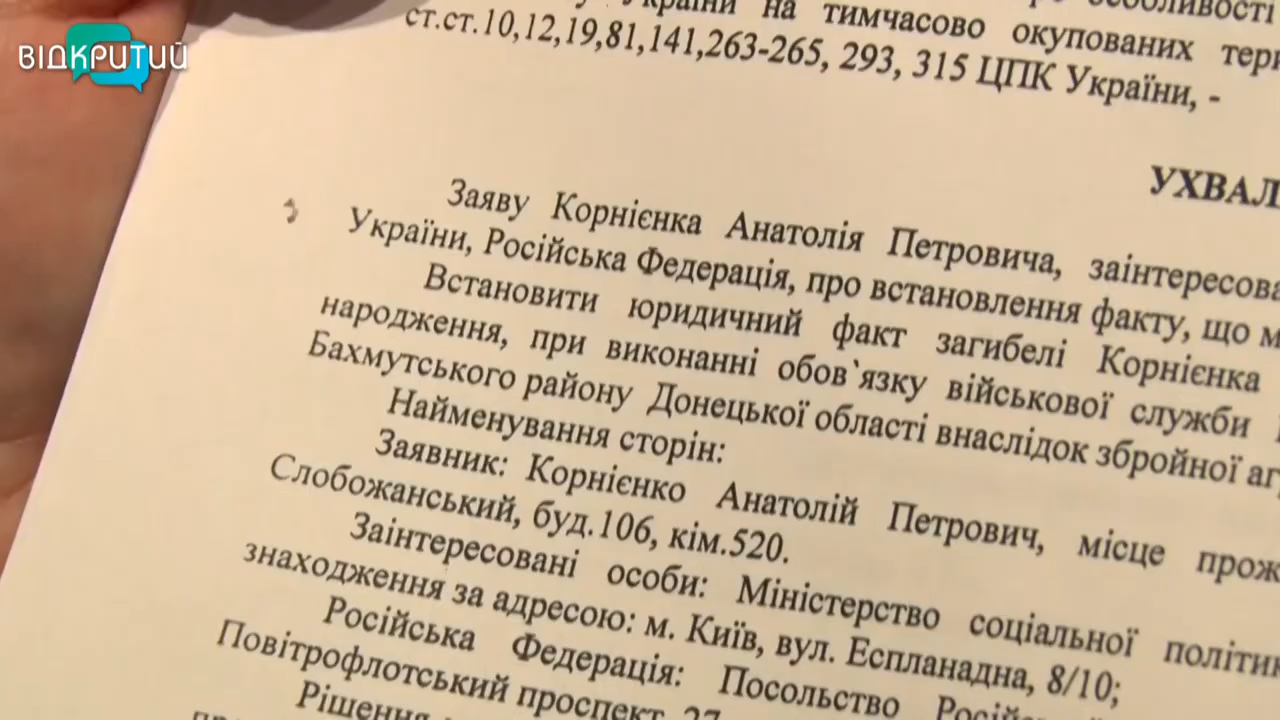 ВІДКРИТИЙ
України на тимчасово окупованих
ст.ст.10,12,19,81,141,263-265, 293, 315 ЦПК України, -
УХВАЛ
Заяву Корнієнка Анатолія Петровича, заінтересова
України, Російська Федерація, про встановлення факту, що м
Встановити юридичний факт загибелі Корнієнка
народження, при виконанні обов`язку військової служби
Бахмутського району Донецької області внаслідок збройної аг
Найменування сторін:
Заявник: Корнієнко Анатолій Петрович, місце прож
Слобожанський, буд.106, кім.520.
Заінтересовані особи: Міністерство соціальної політик
знаходження за адресою: м. Київ, вул. Еспланадна, 8/10;
Російська Федерація: Посольство Росій
Повітрофлотський проспект, 27
Рішення